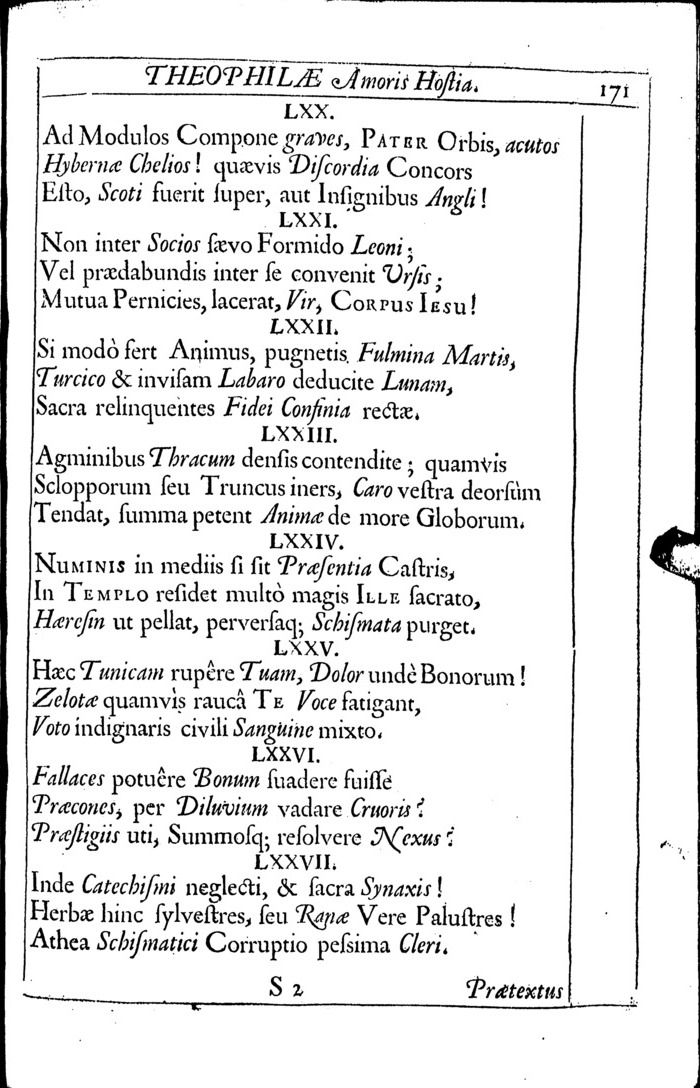 THEOPHILÆ Amoris Hoſtia.
171
LXX.
Ad Modulos Compone graves, PATER Orbis, acutos
Hybernæ Chelios! quævis Diſcordia Concors
Eſto, Scoti fuerit ſuper, aut Inſignibus Angli!
LXXI.
Non inter Socios ſævo Formido Leoni;
Vel prædabundis inter ſe convenit Urſis;
Mutua Pernicies, lacerat, Vir, CORPUS IESU!
LXXII.
Si modò fert Animus, pugnetis Fulmina Martis,
Turcico & inviſam Labaro deducite Lunam,
Sacra relinquentes Fidei Confinia rectæ.
LXXIII.
Agminibus Thracum denſis contendite; quamvis
Sclopporum ſeu Truncus iners, Caro veſtra deorſùm
Tendat, ſumma petent Animæ de more Globorum.
LXXIV.
NUMINIS in mediis ſi ſit Præſentia Caſtris,
In TEMPLO reſidet multò magis ILLE ſacrato,
Hæreſin ut pellat, perverſaq; Schiſmata purget.
LXXV.
Hæc Tunicam rupêre Tuam, Dolor undè Bonorum!
Zelotæ quamvìs raucâ TE Voce fatigant,
Voto indignaris civili Sanguine mixto.
LXXVI.
Fallaces potuêre Bonum ſuadere fuiſſe
Præcones, per Diluvium vadare Cruoris?
Præſtigiis uti, Summoſq; reſolvere Nexus?
LXXVII.
Inde Catechiſmi neglecti, & ſacra Synaxis!
Herbæ hinc ſylveſtres, ſeu Ranæ Vere Paluſtres!
Athea Schiſmatici Corruptio peſsima Cleri.
S 2
Prætextus